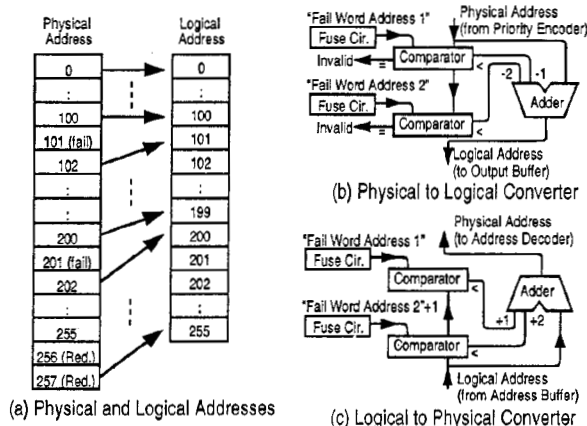 Physical
Address
0
:
100
101 (fail)
102
:
:
200
201 (fail)
202
:
255
256 (Red.)
257 (Red.)
Logical
Address
0
:
100
101
102
:
199
200
201
202
:
255
(a) Physical and Logical Addresses
"Fail Word Address 1"
Fuse Cir.
Physical Address
(from Priority Encoder)
Comparator
Invalid
=
<
-2
-1
"Fail Word Address 2"
Fuse Cir.
Adder
Comparator
Invalid
=
<
Logical Address
(to Output Buffer)
(b) Physical to Logical Converter
Physical Address
(to Address Decoder)
"Fail Word Address 1"
Fuse Cir.
Comparator
<
Adder
+1
+2
"Fail Word Address 2"+1
Fuse Cir.
Comparator
<
Logical Address
(from Address Buffer)
(c) Logical to Physical Converter